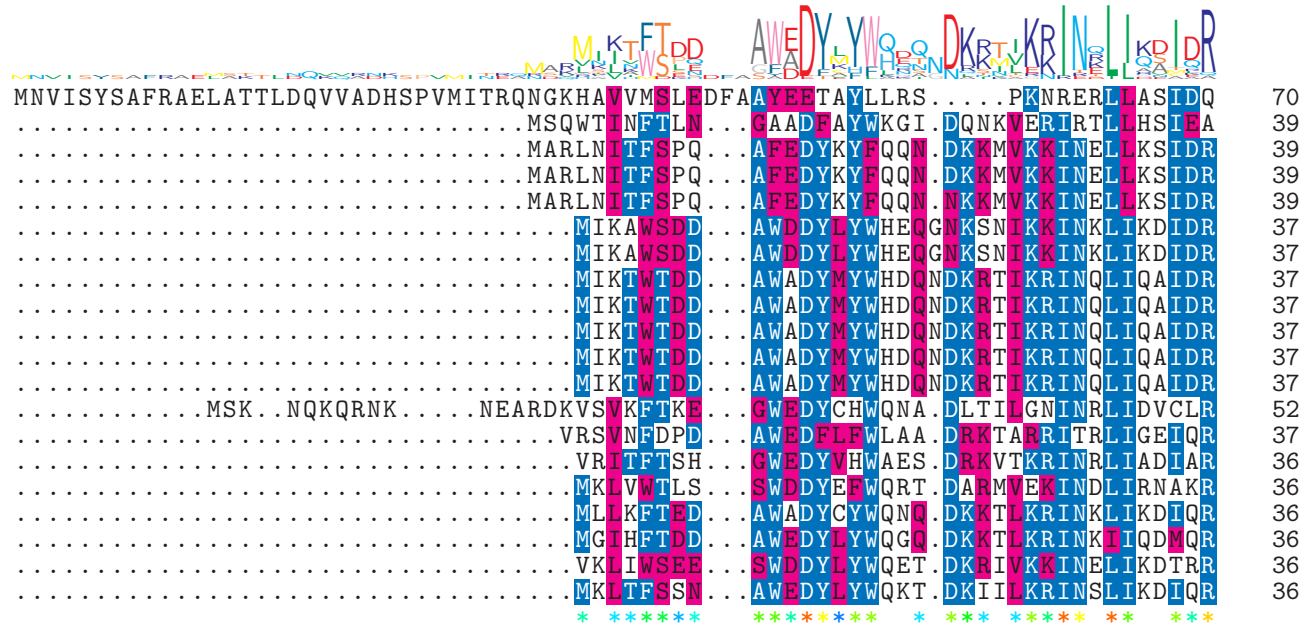 MNVISYSAFRAELATTLDQVVADHSPVMITRQNGKHAVVMSLEDFAAYEETAYLLRS.....PKNRERLLASIDQ 70
................................MSQWTINFTLN...GAADFAYWKGI.DQNKVERIRTLLHSIEA 39
................................MARLNITFSPQ...AFEDYKYFQQN.DKKMVKKINELLKSIDR 39
................................MARLNITFSPQ...AFEDYKYFQQN.DKKMVKKINELLKSIDR 39
................................MARLNITFSPQ...AFEDYKYFQQN.NKKMVKKINELLKSIDR 39
...................................MIKAWSDD...AWDDYLYWHEQGNKSNIKKINKLIKDIDR 37
...................................MIKAWSDD...AWDDYLYWHEQGNKSNIKKINKLIKDIDR 37
...................................MIKTWTDD...AWADYMYWHDQNDKRTIKRINQLIQAIDR 37
...................................MIKTWTDD...AWADYMYWHDQNDKRTIKRINQLIQAIDR 37
...................................MIKTWTDD...AWADYMYWHDQNDKRTIKRINQLIQAIDR 37
...................................MIKTWTDD...AWADYMYWHDQNDKRTIKRINQLIQAIDR 37
...................................MIKTWTDD...AWADYMYWHDQNDKRTIKRINQLIQAIDR 37
............MSK..NQKQRNK.....NEARDKVSVKFTKE...GWEDYCHWQNA.DLTILGNINRLIDVCLR 52
..................................VRSVNFDPD...AWEDFLFWLAA.DRKTARRITRLIGEIQR 37
...................................VRITFTSH...GWEDYVHWAES.DRKVTKRINRLIADIAR 36
...................................MKLVWTLS...SWDDYEFWQRT.DARMVEKINDLIRNAKR 36
...................................MLLKFTED...AWADYCYWQNQ.DKKTLKRINKLIKDIQR 36
...................................MGIHFTDD...AWEDYLYWQGQ.DKKTLKRINKIIQDMQR 36
...................................VKLIWSEE...SWDDYLYWQET.DKRIVKKINELIKDTRR 36
...................................MKLTFSSN...AWEDYLYWQKT.DKIILKRINSLIKDIQR 36